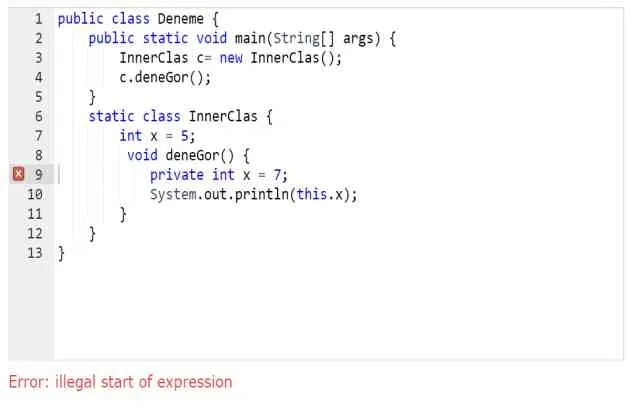 1 public class Deneme {
2 public static void main(String[] args) {
3 InnerClas c= new InnerClas();
4 c.deneGor();
5 }
6 static class InnerClas {
7 int x = 5;
8 void deneGor() {
9 private int x = 7;
10 System.out.println(this.x);
11 }
12 }
13 }
Error: illegal start of expression